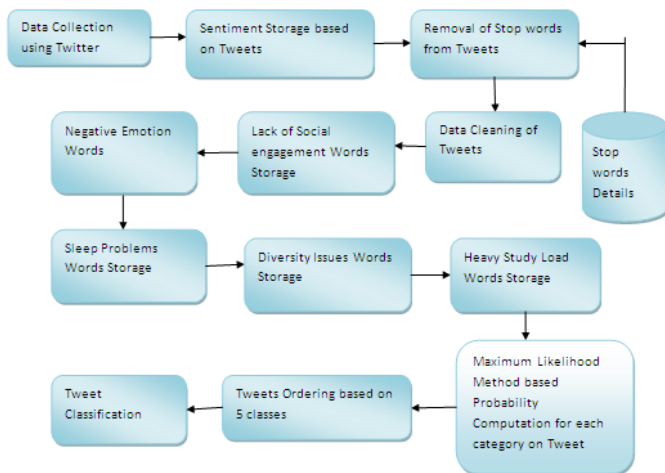 Data Collection
using Twitter
Sentiment Storage based
on Tweets
Removal of Stop words
from Tweets
Negative Emotion
Words
Lack of Social
engagement Words
Storage
Data Cleaning of
Tweets
Stop
words
Details
Sleep Problems
Words Storage
Diversity Issues Words
Storage
Heavy Study Load
Words Storage
Tweet
Classification
Tweets Ordering based on
5 classes
Maximum Likelihood
Method based
Probability
Computation for each
category on Tweet